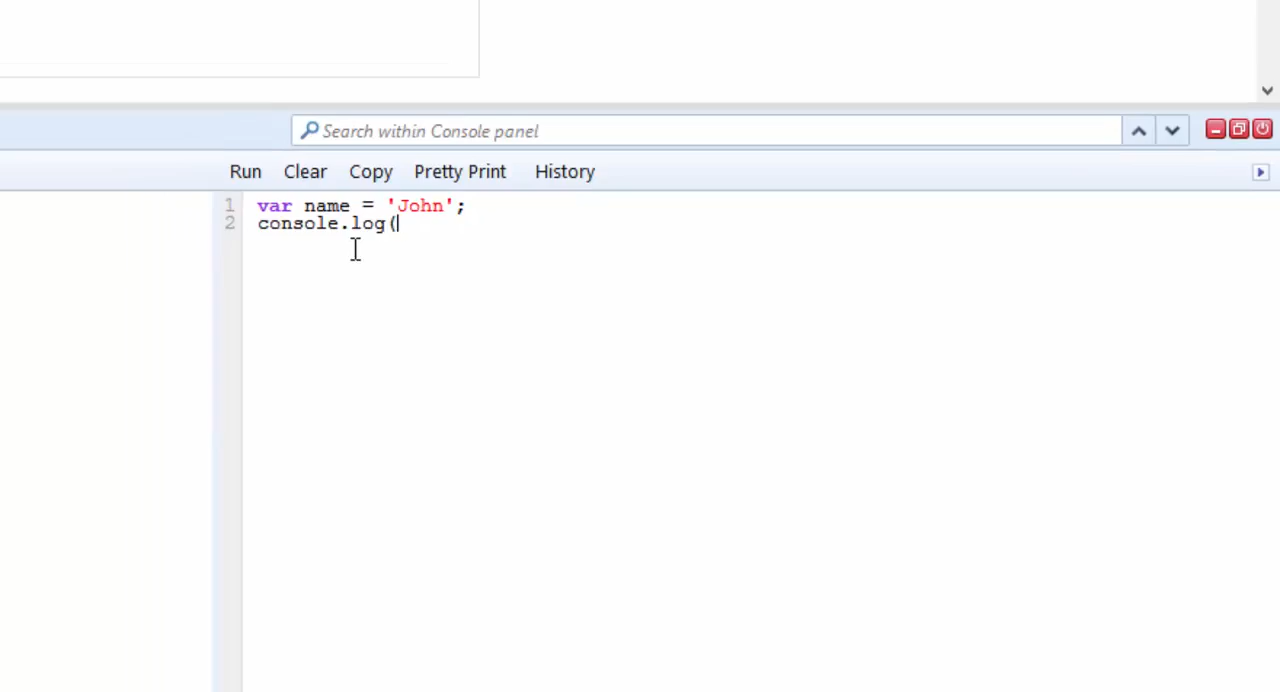 Search within Console panel
Run Clear Copy Pretty Print History
1 var name = 'John';
2 console.log(